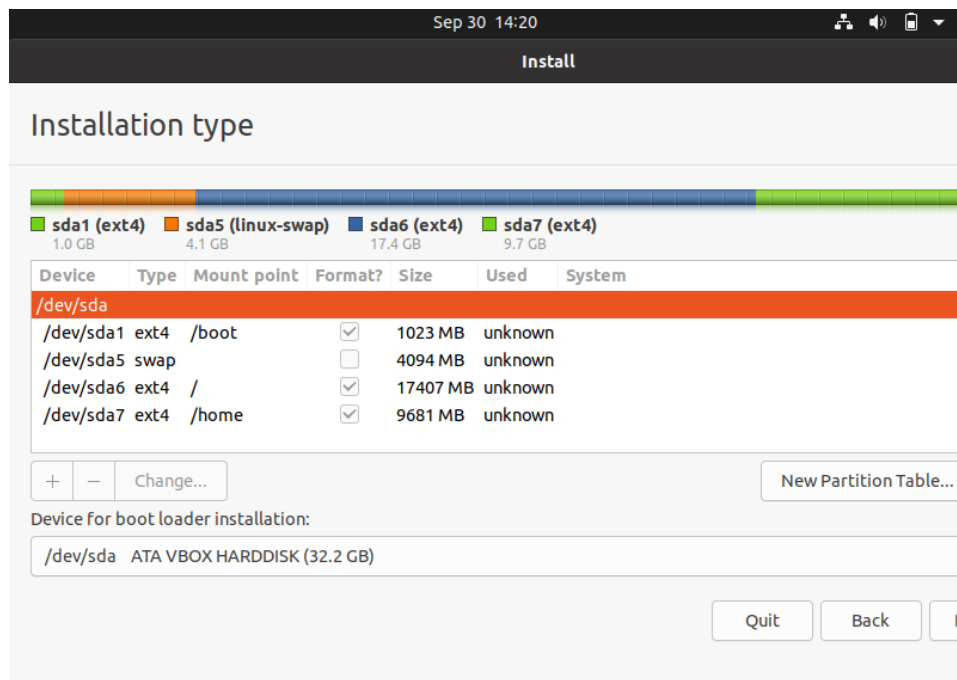 Sep 30 14:20
Install
Installation type
sda1 (ext4) sda5 (linux-swap) sda6 (ext4) sda7 (ext4)
1.0 GB 4.1 GB 17.4 GB 9.7 GB
Device Type Mount point Format? Size Used System
/dev/sda
/dev/sda1 ext4 /boot 1023 MB unknown
/dev/sda5 swap 4094 MB unknown
/dev/sda6 ext4 / 17407 MB unknown
/dev/sda7 ext4 /home 9681 MB unknown
+ − Change... New Partition Table...
Device for boot loader installation:
/dev/sda ATA VBOX HARDDISK (32.2 GB)
Quit Back